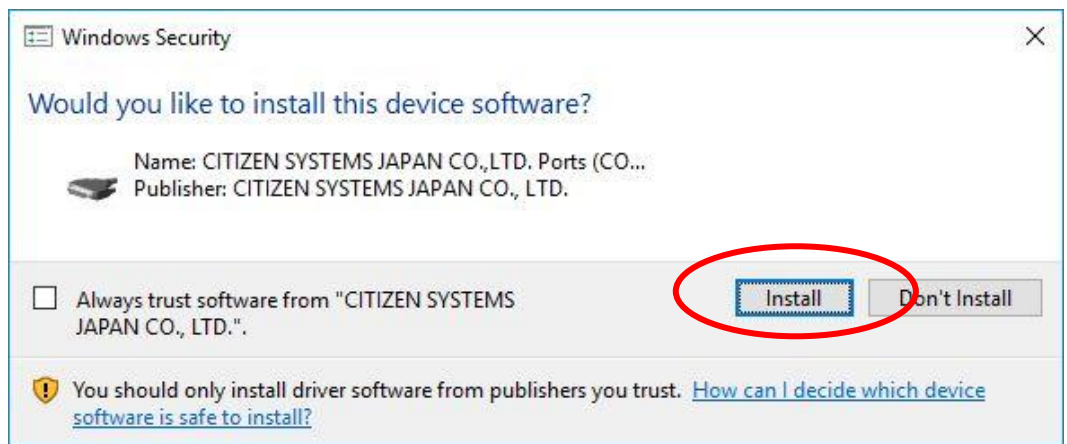 Windows Security
Would you like to install this device software?
Name: CITIZEN SYSTEMS JAPAN CO.,LTD. Ports (CO...
Publisher: CITIZEN SYSTEMS JAPAN CO., LTD.
Always trust software from "CITIZEN SYSTEMS
JAPAN CO., LTD.".
Install
Don't Install
You should only install driver software from publishers you trust. How can I decide which device
software is safe to install?